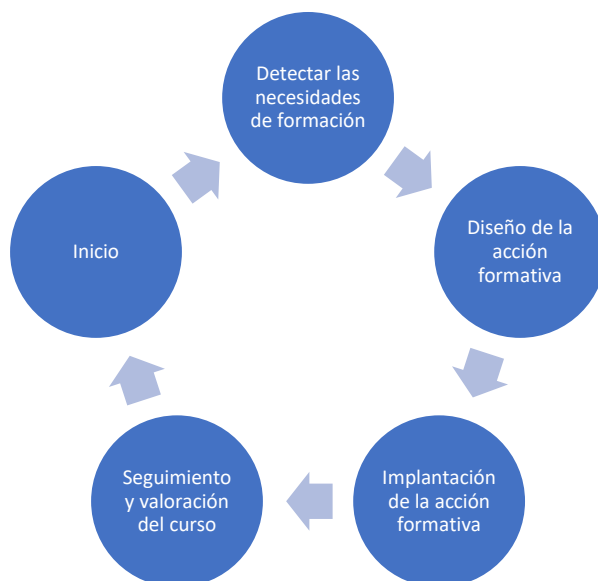 Detectar las
necesidades
de formación
Diseño de la
acción
formativa
Implantación
de la acción
formativa
Seguimiento
y valoración
del curso
Inicio